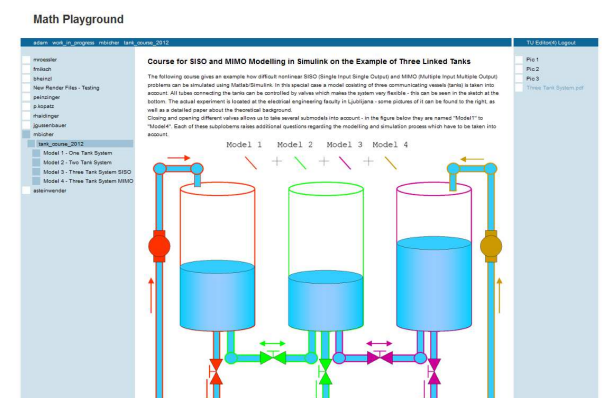 Math Playground
adam work_in_progress mbicher tank_course_2012
TU Editor(4) Logout
mroessler
fmilisch
bheinzl
New Render Files - Testing
peinzinger
p.kopatz
rhaidinger
jgussenbauer
mbicher
tank_course_2012
Model 1 - One Tank System
Model 2 - Two Tank System
Model 3 - Three Tank System SISO
Model 4 - Three Tank System MIMO
asteinwender
Course for SISO and MIMO Modelling in Simulink on the Example of Three Linked Tanks
The following course gives an example how difficult nonlinear SISO (Single Input Single Output) and MIMO (Multiple Input Multiple Output)
problems can be simulated using Matlab/Simulink. In this special case a model cosisting of three communicating vessels (tanks) is taken into
account. All tubes connecting the tanks can be controlled by valves which makes the system very flexible - this can be seen in the sketch at the
bottom. The actual experiment is located at the electrical engineering faculty in Ljubljana - some pictures of it can be found to the right, as
well as a detailed paper about the theoretical background.
Closing and opening different valves allows us to take several submodels into account - in the figure below they are named "Model1" to
"Model4". Each of these subploblems raises additional questions regarding the modelling and simulation process which have to be taken into
account.
Model 1 Model 2 Model 3 Model 4
Pic 1
Pic 2
Pic 3
Three Tank System.pdf